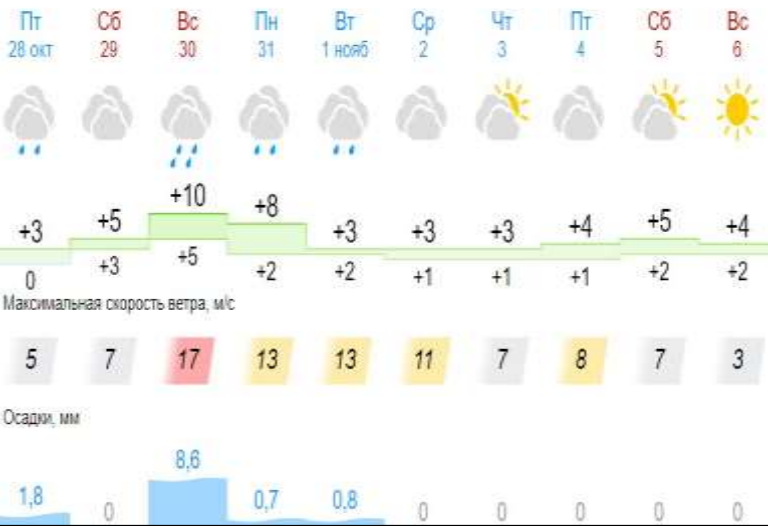 Пт Сб Вс Пн Вт Ср Чт Пт Сб Вс
28 окт 29 30 31 1 нояб 2 3 4 5 6
+3 +5 +10 +8 +3 +3 +3 +4 +5 +4
0 +3 +5 +2 +2 +1 +1 +1 +2 +2
Максимальная скорость ветра, м/с
5 7 17 13 13 11 7 8 7 3
Осадки, мм
1,8 0 8,6 0,7 0,8 0 0 0 0 0